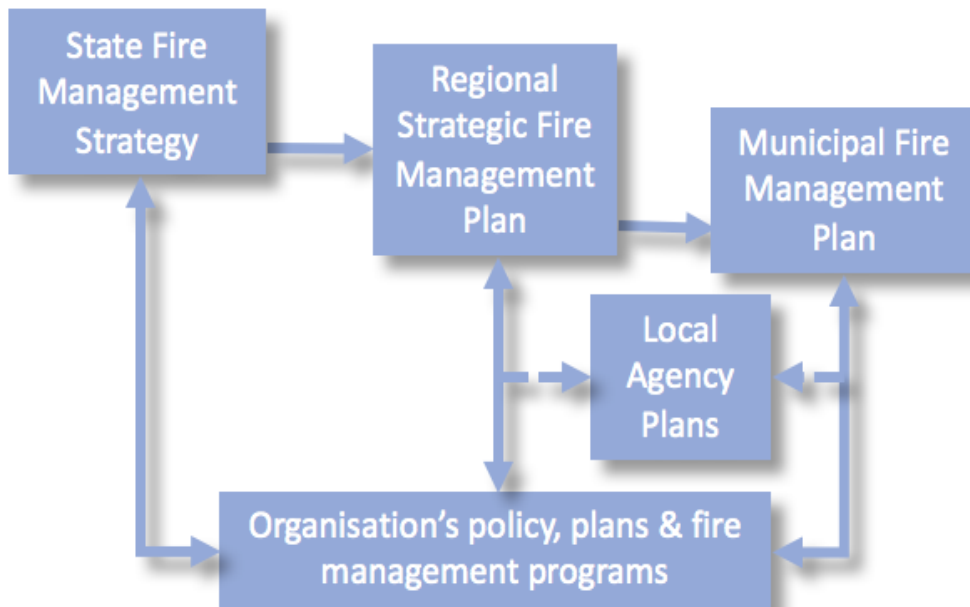 State Fire
Management
Strategy
Regional
Strategic Fire
Management
Plan
Municipal Fire
Management
Plan
Local
Agency
Plans
Organisation’s policy, plans & fire
management programs